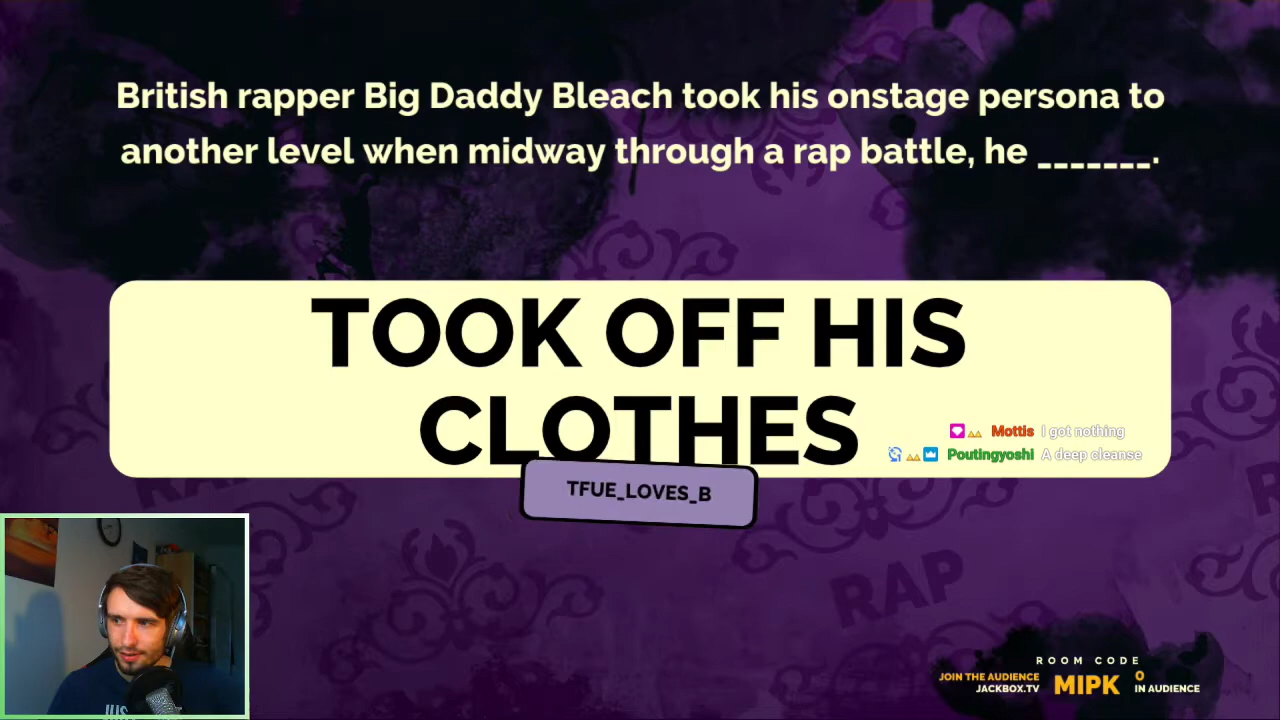 British rapper Big Daddy Bleach took his onstage persona to
another level when midway through a rap battle, he _______.
TOOK OFF HIS
CLOTHES
Mottis I got nothing
Poutingyoshi A deep cleanse
TFUE_LOVES_B
RAP
ROOM CODE
JOIN THE AUDIENCE
JACKBOX.TV
MIPK
0
IN AUDIENCE